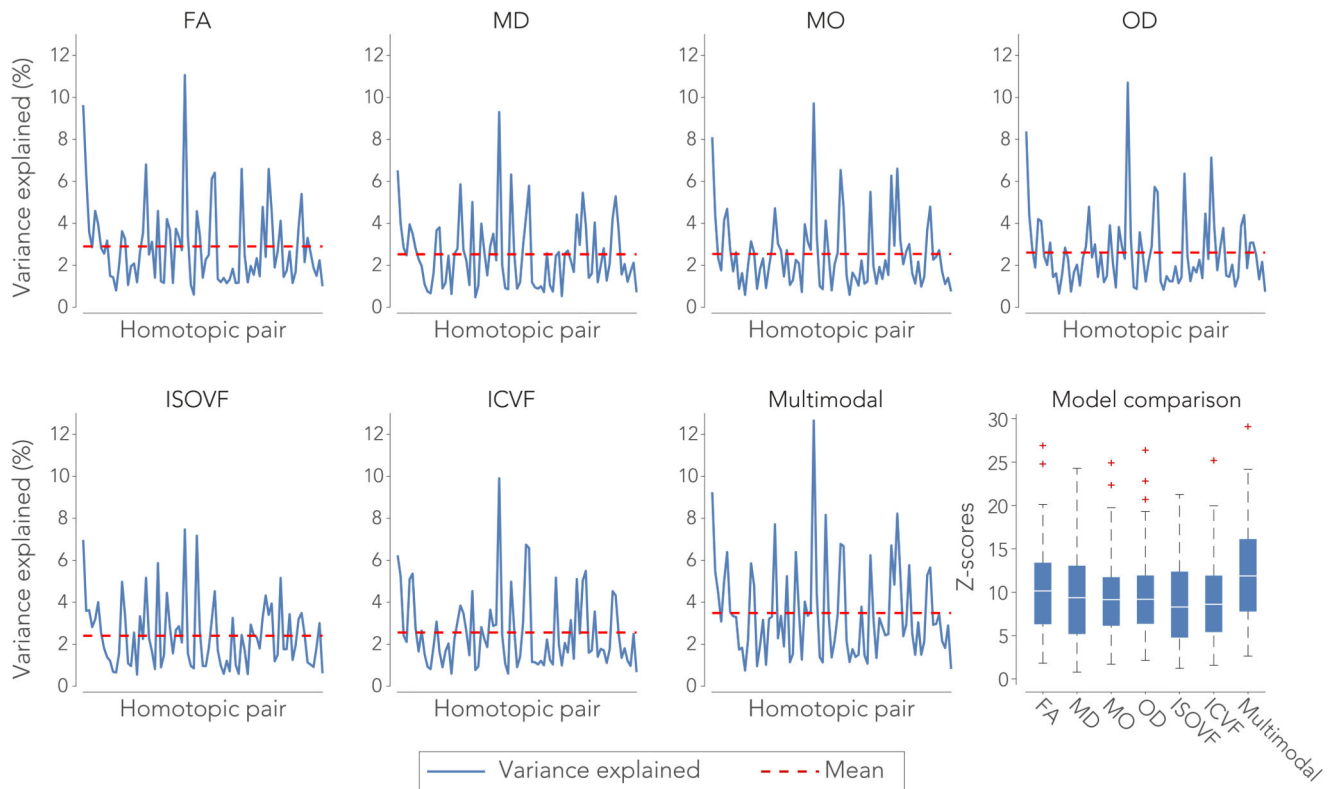 FA MD MO OD
Variance explained (%)
12 12 12 12
10 10 10 10
8 8 8 8
6 6 6 6
4 4 4 4
2 2 2 2
0 0 0 0
Homotopic pair Homotopic pair Homotopic pair Homotopic pair
ISOVF ICVF Multimodal Model comparison
Variance explained (%)
12 12 12
10 10 10
8 8 8
6 6 6
4 4 4
2 2 2
0 0 0
Homotopic pair Homotopic pair Homotopic pair
Z-scores
30
25
20
15
10
5
0
FA MD MO OD ISOVF ICVF Multimodal
Variance explained Mean